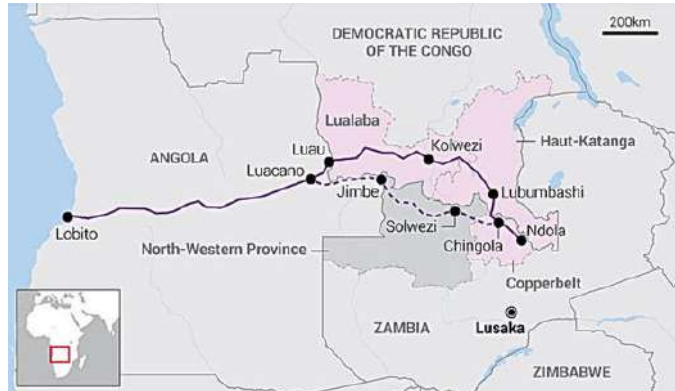 200km
DEMOCRATIC REPUBLIC
OF THE CONGO
Lualaba
Kolwezi
Haut-Katanga
Luau
ANGOLA
Luacano
Jimbe
Lubumbashi
Lobito
Solwezi
Ndola
North-Western Province
Chingola
Copperbelt
ZAMBIA
Lusaka
ZIMBABWE